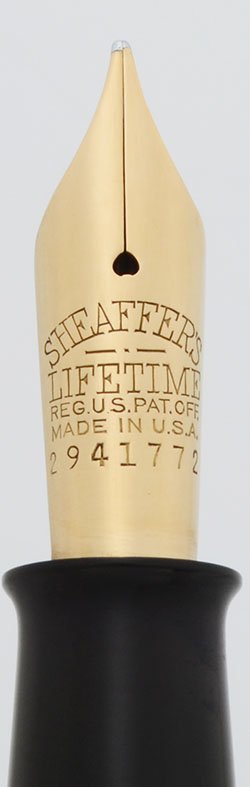 SHEAFFER'S
LIFETIME
REG.U.S.PAT.OFF.
MADE IN U.S.A.
2941772